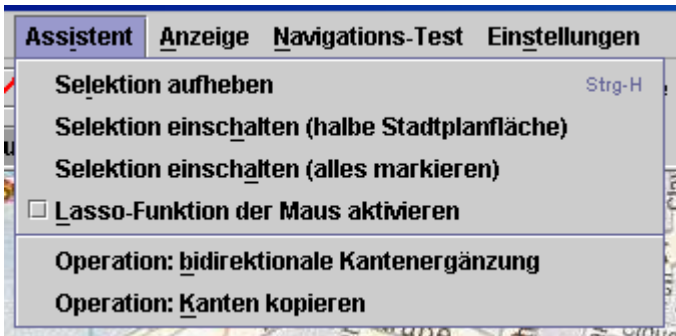 Assistent Anzeige Navigations-Test Einstellungen
Selektion aufheben Strg-H
Selektion einschalten (halbe Stadtplanfläche)
Selektion einschalten (alles markieren)
Lasso-Funktion der Maus aktivieren
Operation: bidirektionale Kantenergänzung
Operation: Kanten kopieren